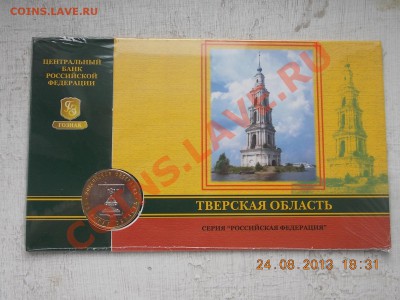 COINS.LAVE.RU
ЦЕНТРАЛЬНЫЙ
БАНК
РОССИЙСКОЙ
ФЕДЕРАЦИИ
ГОЗНАК
ТВЕРСКАЯ ОБЛАСТЬ
СЕРИЯ "РОССИЙСКАЯ ФЕДЕРАЦИЯ"
24.08.2013 18:31
COINS.LAVE.RU